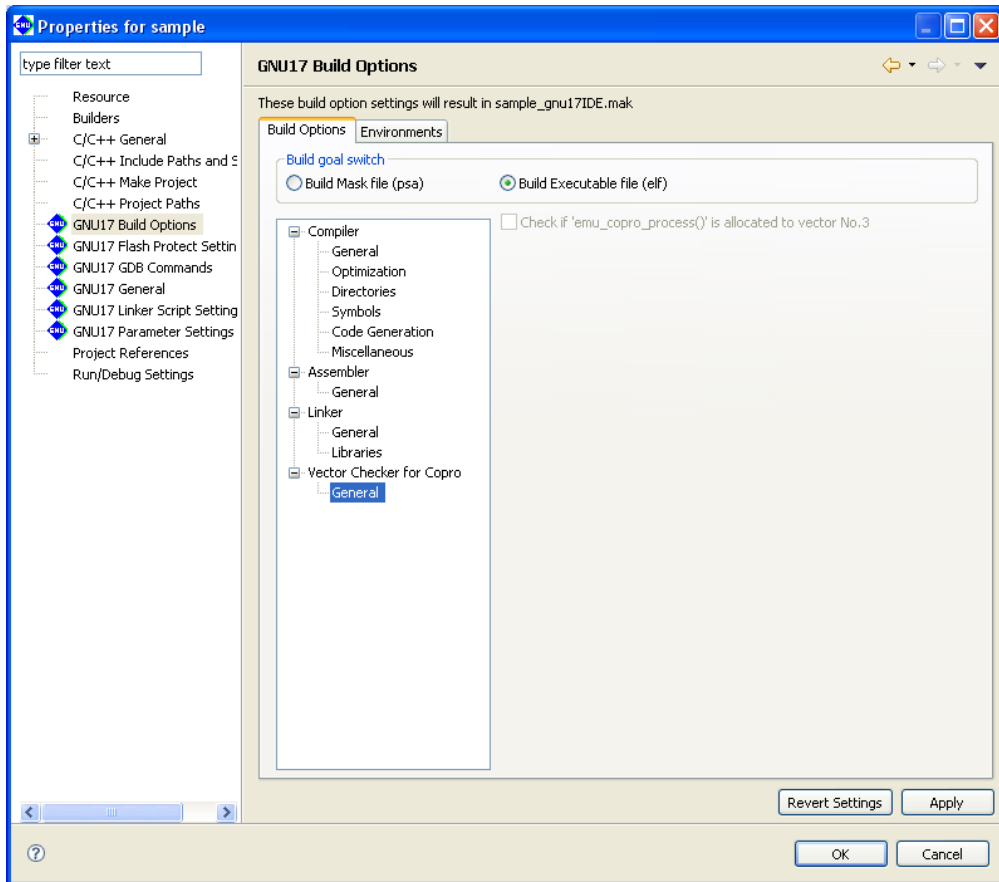 Properties for sample
type filter text
Resource
Builders
C/C++ General
C/C++ Include Paths and S
C/C++ Make Project
C/C++ Project Paths
GNU17 Build Options
GNU17 Flash Protect Settin
GNU17 GDB Commands
GNU17 General
GNU17 Linker Script Setting
GNU17 Parameter Settings
Project References
Run/Debug Settings
GNU17 Build Options
These build option settings will result in sample_gnu17IDE.mak
Build Options Environments
Build goal switch
Build Mask file (psa) Build Executable file (elf)
Compiler
General
Optimization
Directories
Symbols
Code Generation
Miscellaneous
Assembler
General
Linker
General
Libraries
Vector Checker for Copro
General
Check if 'emu_copro_process()' is allocated to vector No.3
Revert Settings Apply
OK Cancel